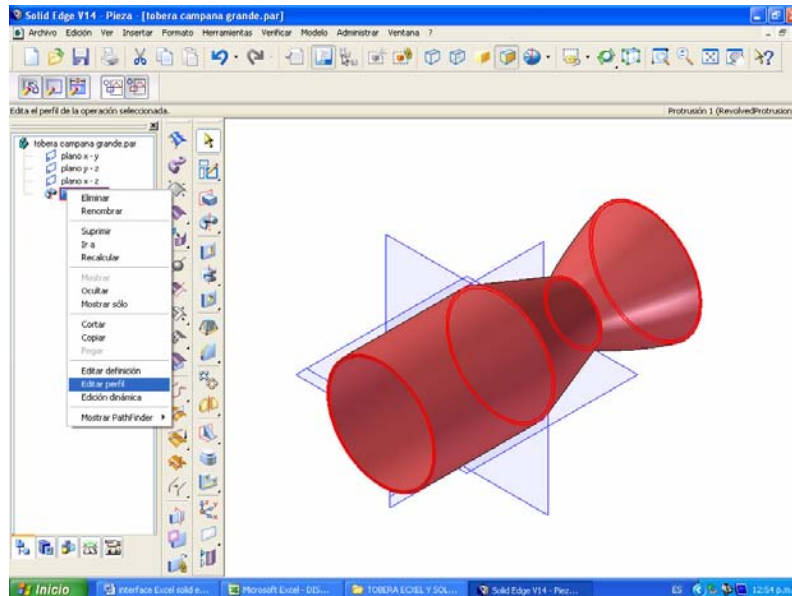 Solid Edge V14 - Pieza - [tobera campana grande.par]
Archivo Edición Ver Insertar Formato Herramientas Verificar Modelo Administrar Ventana ?
Edita el perfil de la operación seleccionada.
Protrusión 1 (RevolvedProtrusion
tobera campana grande.par
plano x - y
plano y - z
plano x - z
Eliminar
Renombrar
Suprimir
Ir a
Recalcular
Mostrar
Ocultar
Mostrar sólo
Cortar
Copiar
Pegar
Editar definición
Editar perfil
Edición dinámica
Mostrar PathFinder
Inicio
interface Excel solid e...
Microsoft Excel - DIS...
TOBERA ECXEL Y SOL...
Solid Edge V14 - Piez...
ES
12:54 p.m.